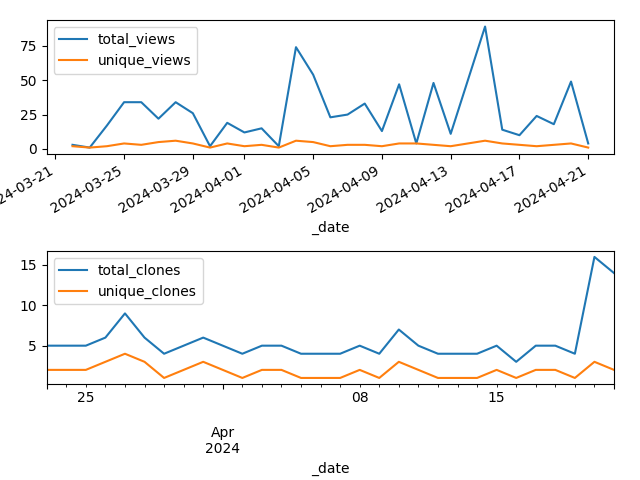 total_views
unique_views
75
50
25
0
24-03-21
2024-03-25
2024-03-29
2024-04-01
2024-04-05
2024-04-09
2024-04-13
2024-04-17
2024-04-21
_date
total_clones
unique_clones
15
10
5
25
08
15
Apr
2024
_date